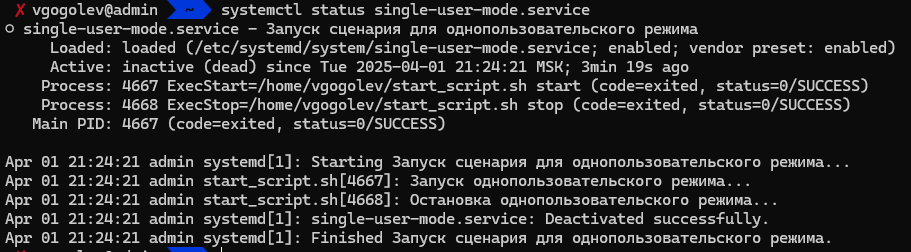 ✗ vgogolev@admin ~ systemctl status single-user-mode.service
○ single-user-mode.service - Запуск сценария для однопользовательского режима
Loaded: loaded (/etc/systemd/system/single-user-mode.service; enabled; vendor preset: enabled)
Active: inactive (dead) since Tue 2025-04-01 21:24:21 MSK; 3min 19s ago
Process: 4667 ExecStart=/home/vgogolev/start_script.sh start (code=exited, status=0/SUCCESS)
Process: 4668 ExecStop=/home/vgogolev/start_script.sh stop (code=exited, status=0/SUCCESS)
Main PID: 4667 (code=exited, status=0/SUCCESS)
Apr 01 21:24:21 admin systemd[1]: Starting Запуск сценария для однопользовательского режима...
Apr 01 21:24:21 admin start_script.sh[4667]: Запуск однопользовательского режима...
Apr 01 21:24:21 admin start_script.sh[4668]: Остановка однопользовательского режима...
Apr 01 21:24:21 admin systemd[1]: single-user-mode.service: Deactivated successfully.
Apr 01 21:24:21 admin systemd[1]: Finished Запуск сценария для однопользовательского режима.